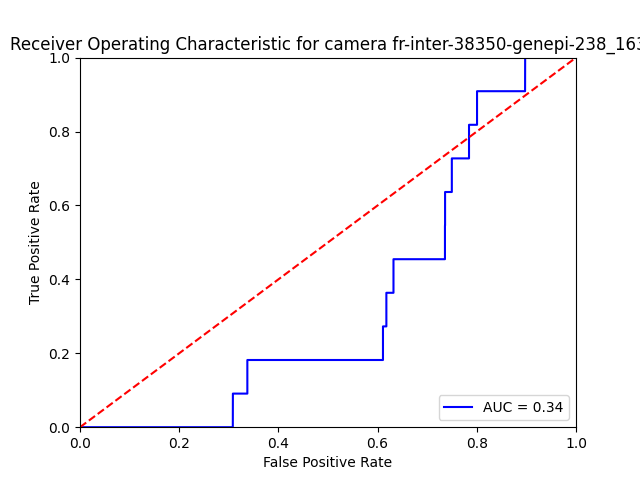 Receiver Operating Characteristic for camera fr-inter-38350-genepi-238_163
1.0
0.8
0.6
0.4
0.2
0.0
True Positive Rate
AUC = 0.34
0.0 0.2 0.4 0.6 0.8 1.0
False Positive Rate